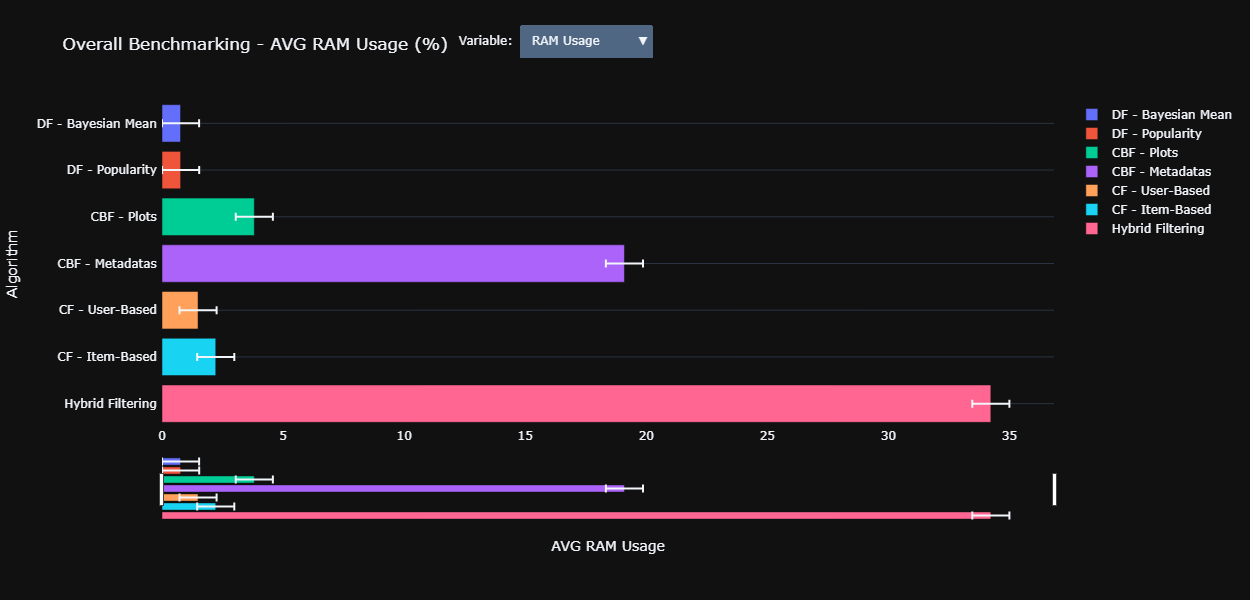 Overall Benchmarking - AVG RAM Usage (%)
Variable:
RAM Usage
▼
Algorithm
DF - Bayesian Mean
DF - Popularity
CBF - Plots
CBF - Metadatas
CF - User-Based
CF - Item-Based
Hybrid Filtering
0 5 10 15 20 25 30 35
AVG RAM Usage
DF - Bayesian Mean
DF - Popularity
CBF - Plots
CBF - Metadatas
CF - User-Based
CF - Item-Based
Hybrid Filtering